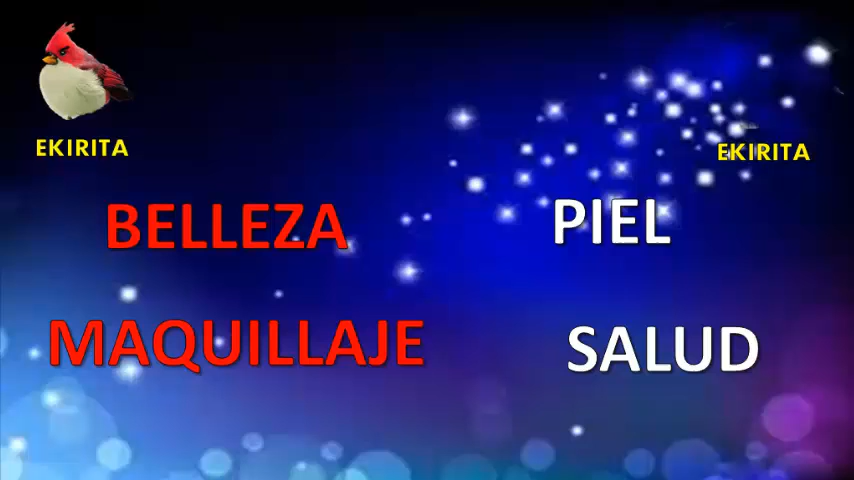 EKIRITA
EKIRITA
BELLEZA
PIEL
MAQUILLAJE
SALUD